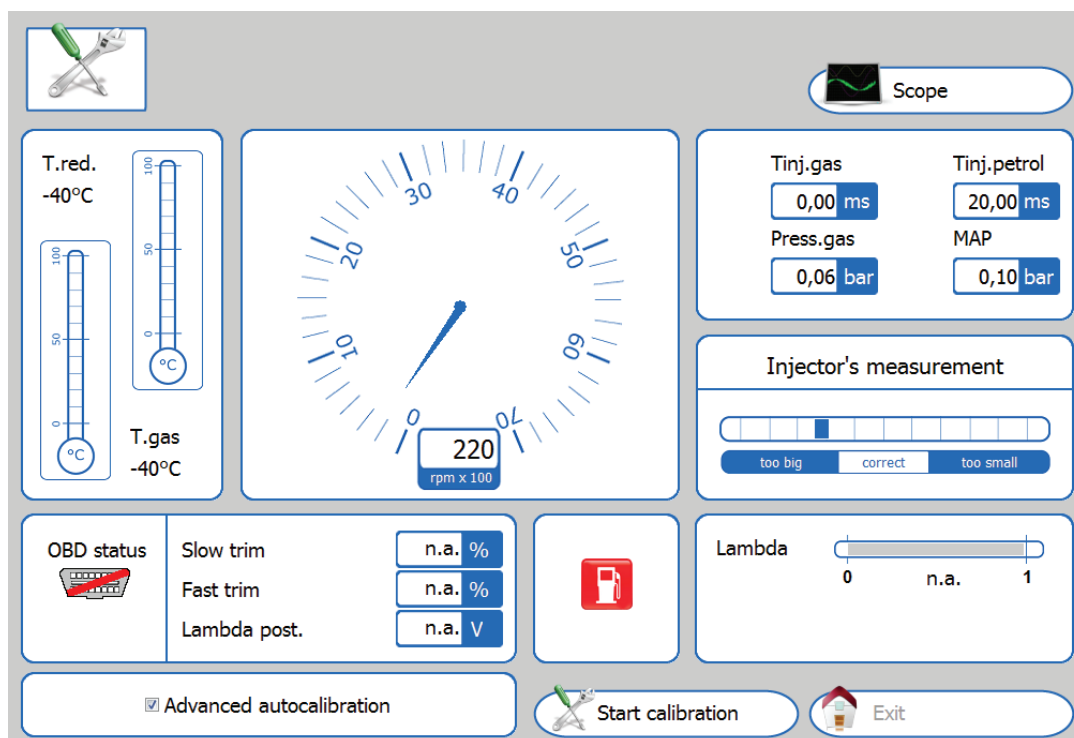 Scope
T.red.
-40°C
100
50
0
°C
100
50
0
°C
T.gas
-40°C
0
10
20
30
40
50
60
70
220
rpm x 100
Tinj.gas
Tinj.petrol
0,00 ms
20,00 ms
Press.gas
MAP
0,06 bar
0,10 bar
Injector's measurement
too big
correct
too small
OBD status
Slow trim
n.a. %
Fast trim
n.a. %
Lambda post.
n.a. V
Lambda
0
n.a.
1
Advanced autocalibration
Start calibration
Exit